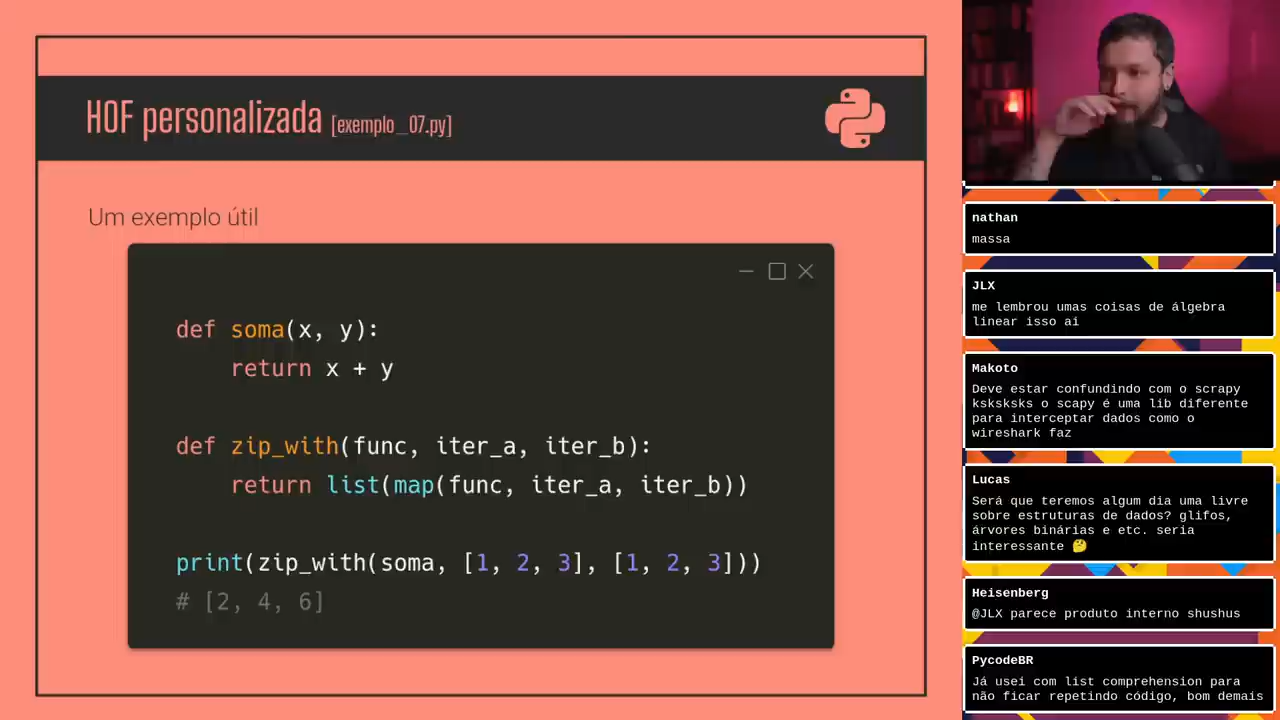 HOF personalizada [exemplo_07.py]
Um exemplo útil
def soma(x, y):
    return x + y
def zip_with(func, iter_a, iter_b):
    return list(map(func, iter_a, iter_b))
print(zip_with(soma, [1, 2, 3], [1, 2, 3]))
# [2, 4, 6]
nathan
massa
JLX
me lembrou umas coisas de álgebra
linear isso ai
Makoto
Deve estar confundindo com o scrapy
ksksksks o scapy é uma lib diferente
para interceptar dados como o
wireshark faz
Lucas
Será que teremos algum dia uma livre
sobre estruturas de dados? glifos,
árvores binárias e etc. seria
interessante 🤔
Heisenberg
@JLX parece produto interno shushus
PycodeBR
Já usei com list comprehension para
não ficar repetindo código, bom demais